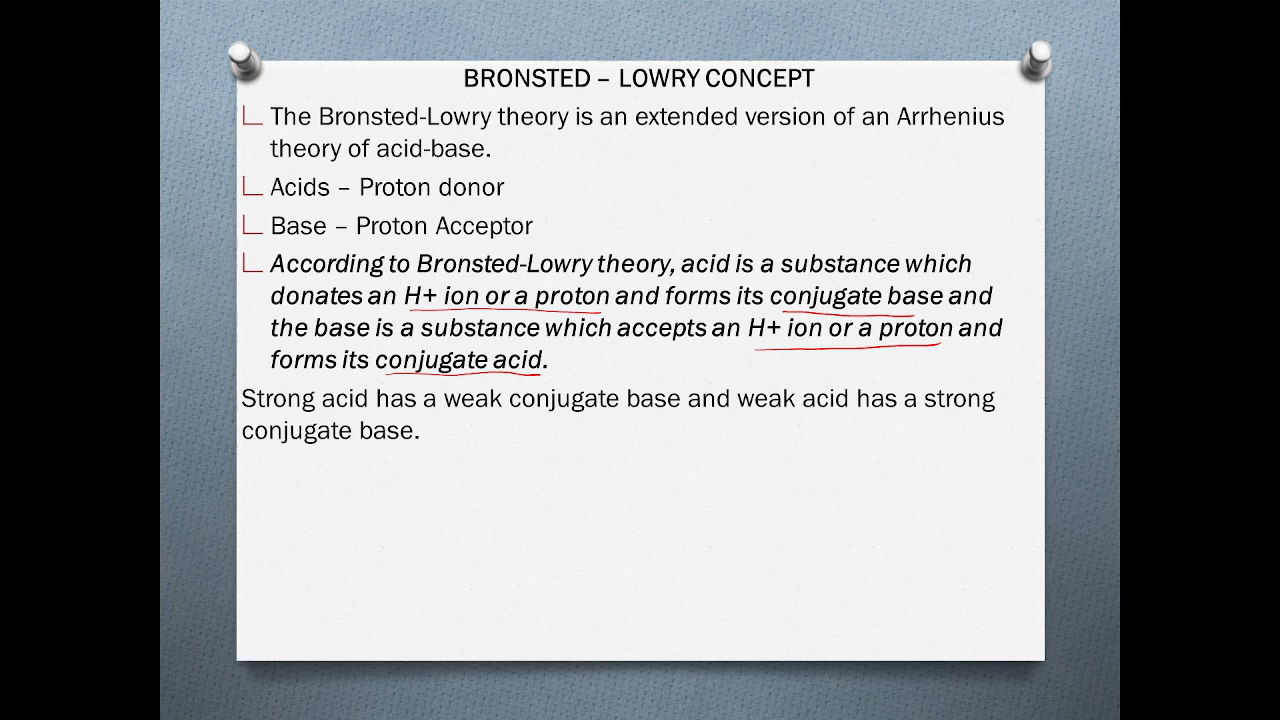 BRONSTED – LOWRY CONCEPT
The Bronsted-Lowry theory is an extended version of an Arrhenius
theory of acid-base.
Acids – Proton donor
Base – Proton Acceptor
According to Bronsted-Lowry theory, acid is a substance which
donates an H+ ion or a proton and forms its conjugate base and
the base is a substance which accepts an H+ ion or a proton and
forms its conjugate acid.
Strong acid has a weak conjugate base and weak acid has a strong
conjugate base.